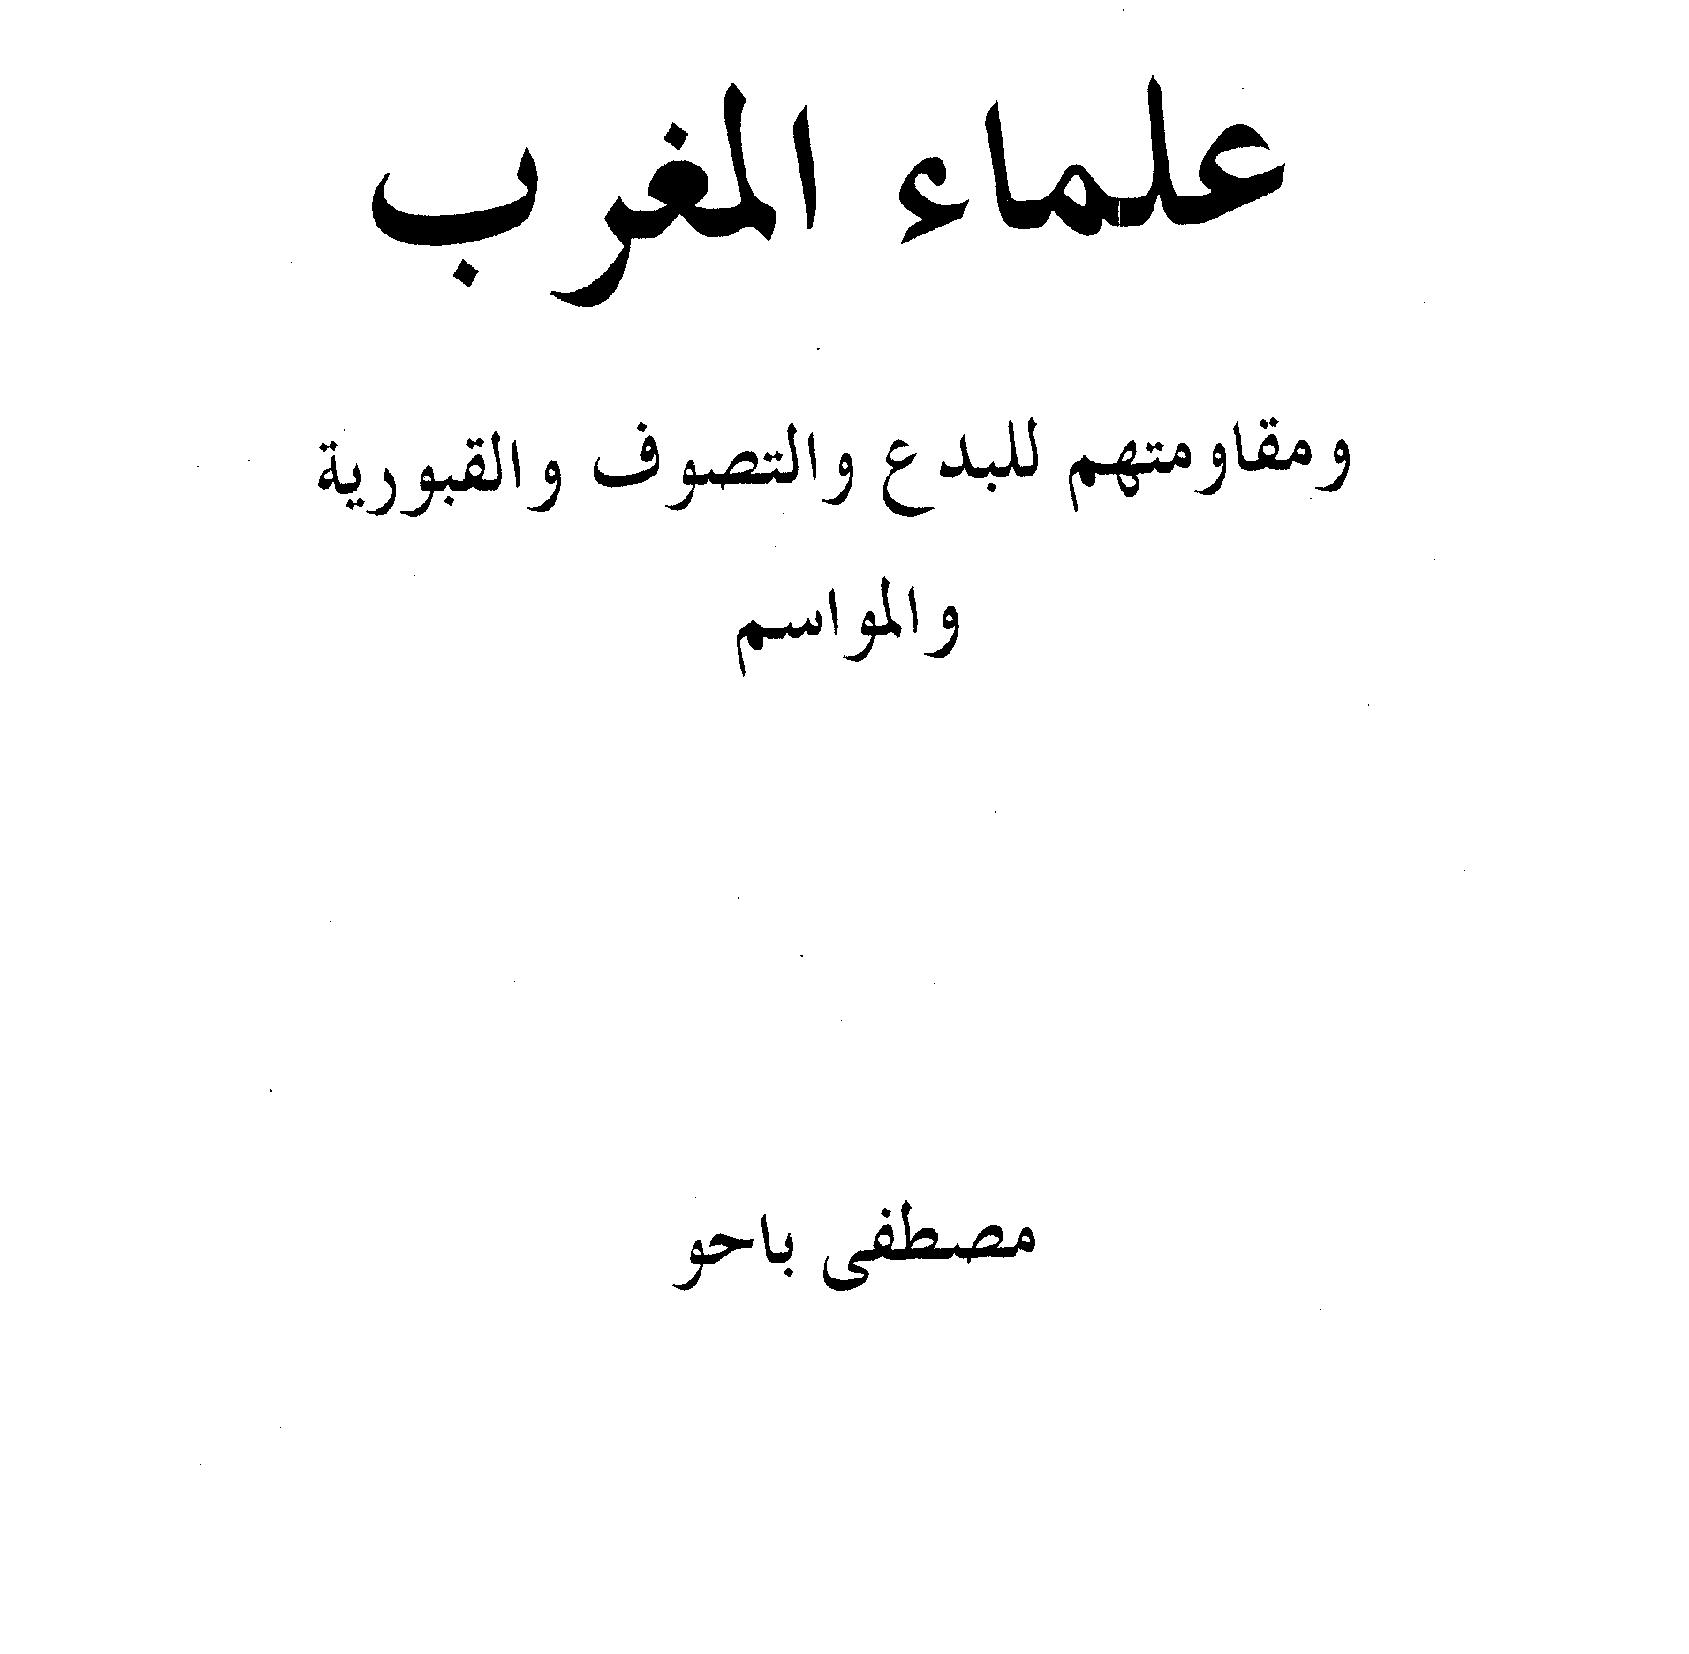 علماء المغرب
ومقاومتهم للبدع والتصوف والقبورية
والمواسم
مصطفى باحو